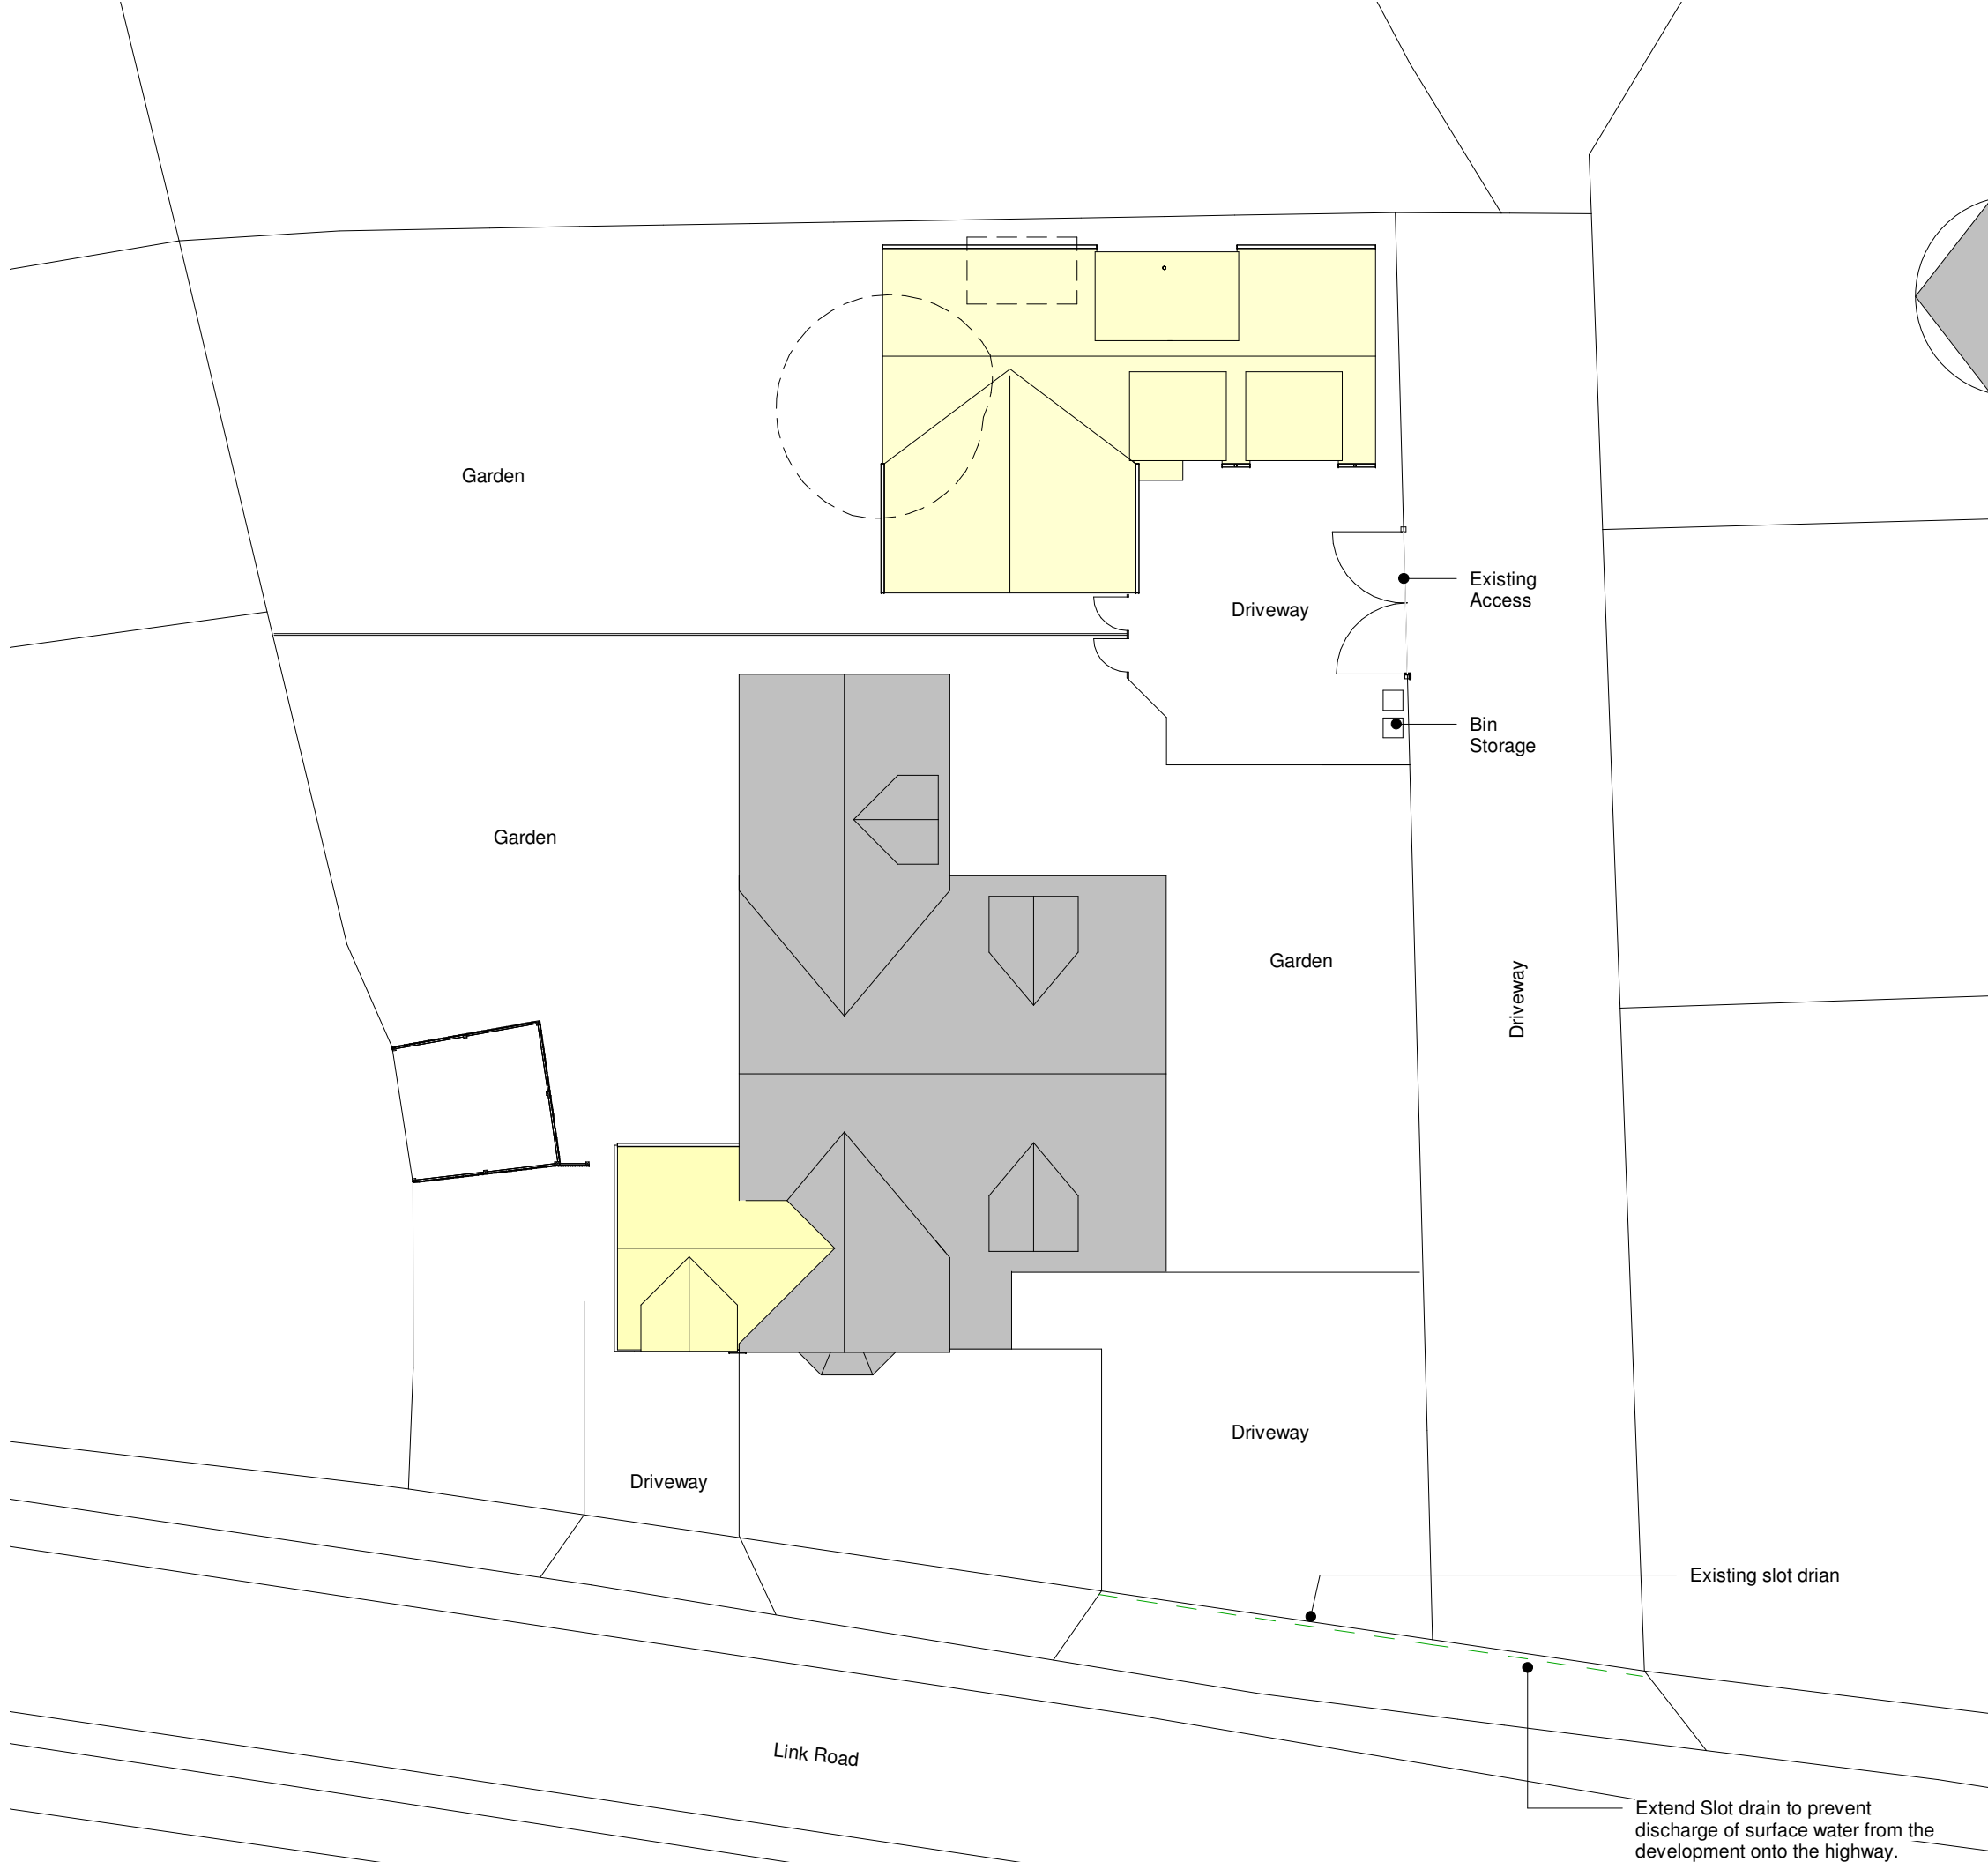 Garden
Existing
Access
Driveway
Bin
Storage
Garden
Garden
Driveway
Driveway
Driveway
Existing slot drian
Link Road
Extend Slot drain to prevent
discharge of surface water from the
development onto the highway.